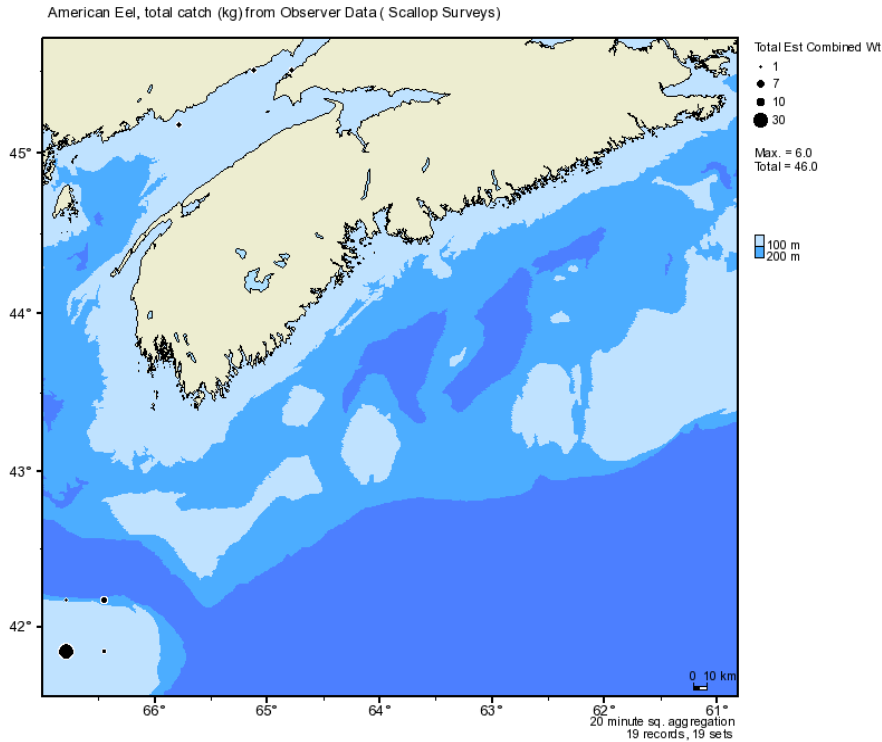 American Eel, total catch (kg) from Observer Data ( Scallop Surveys)
Total Est Combined Wt
1
7
10
30
Max. = 6.0
Total = 46.0
100 m
200 m
45°
44°
43°
42°
0 10 km
66° 65° 64° 63° 62° 61°
20 minute sq. aggregation
19 records, 19 sets